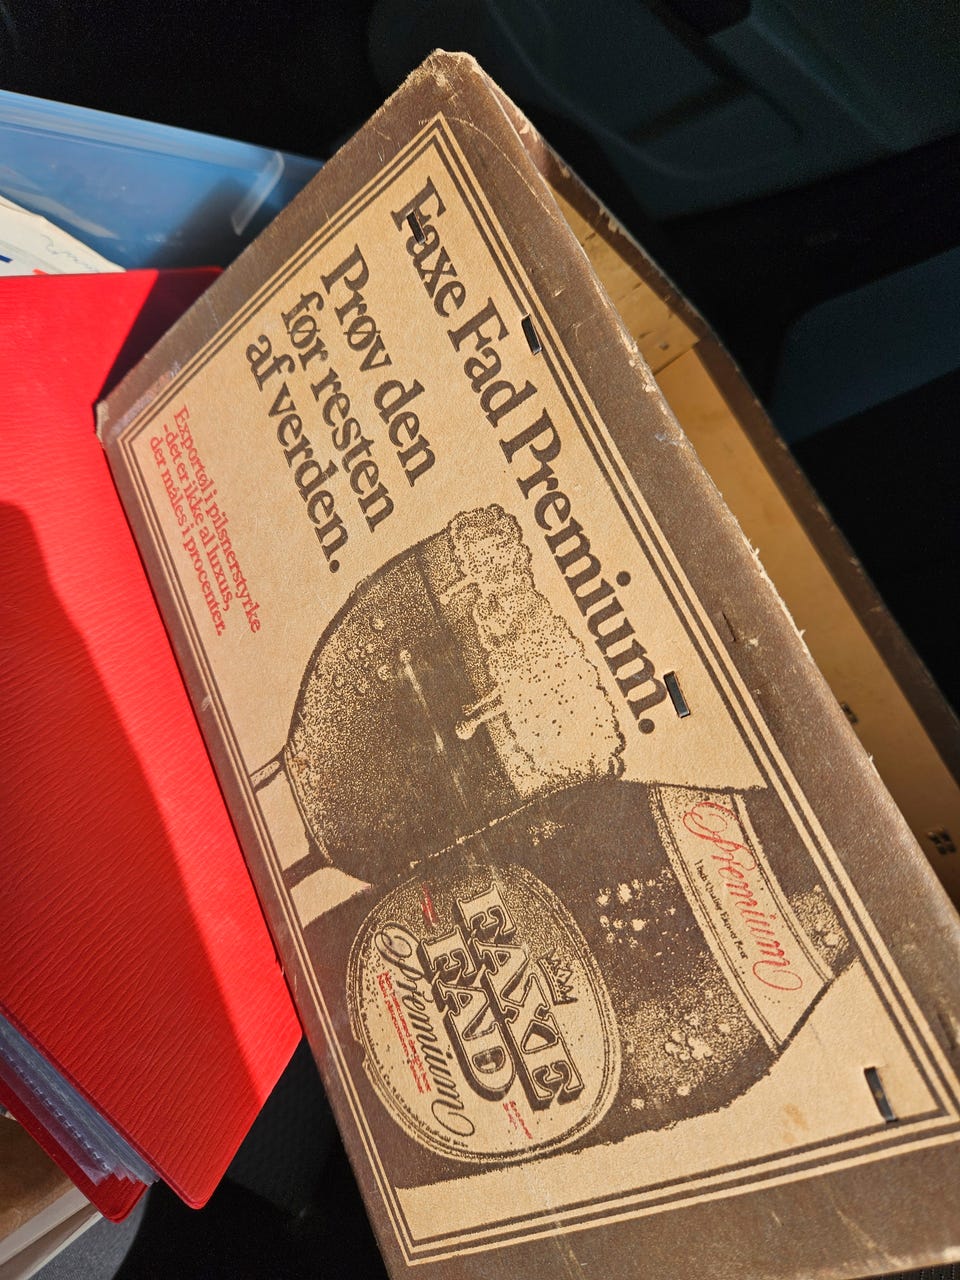 Faxe Fad Premium.
Prøv den
før resten
af verden.
Exportøl i pilsnerstyrke
-det er ikke al luxus,
der måles i procenter.
Premium
FAXE
FAD
Premium